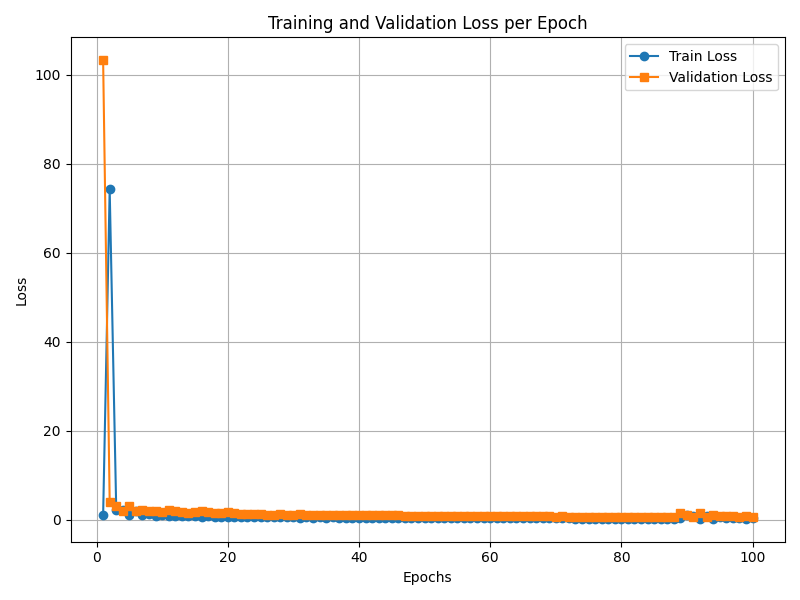 Training and Validation Loss per Epoch
Train Loss
Validation Loss
100
80
60
40
20
0
Loss
0 20 40 60 80 100
Epochs